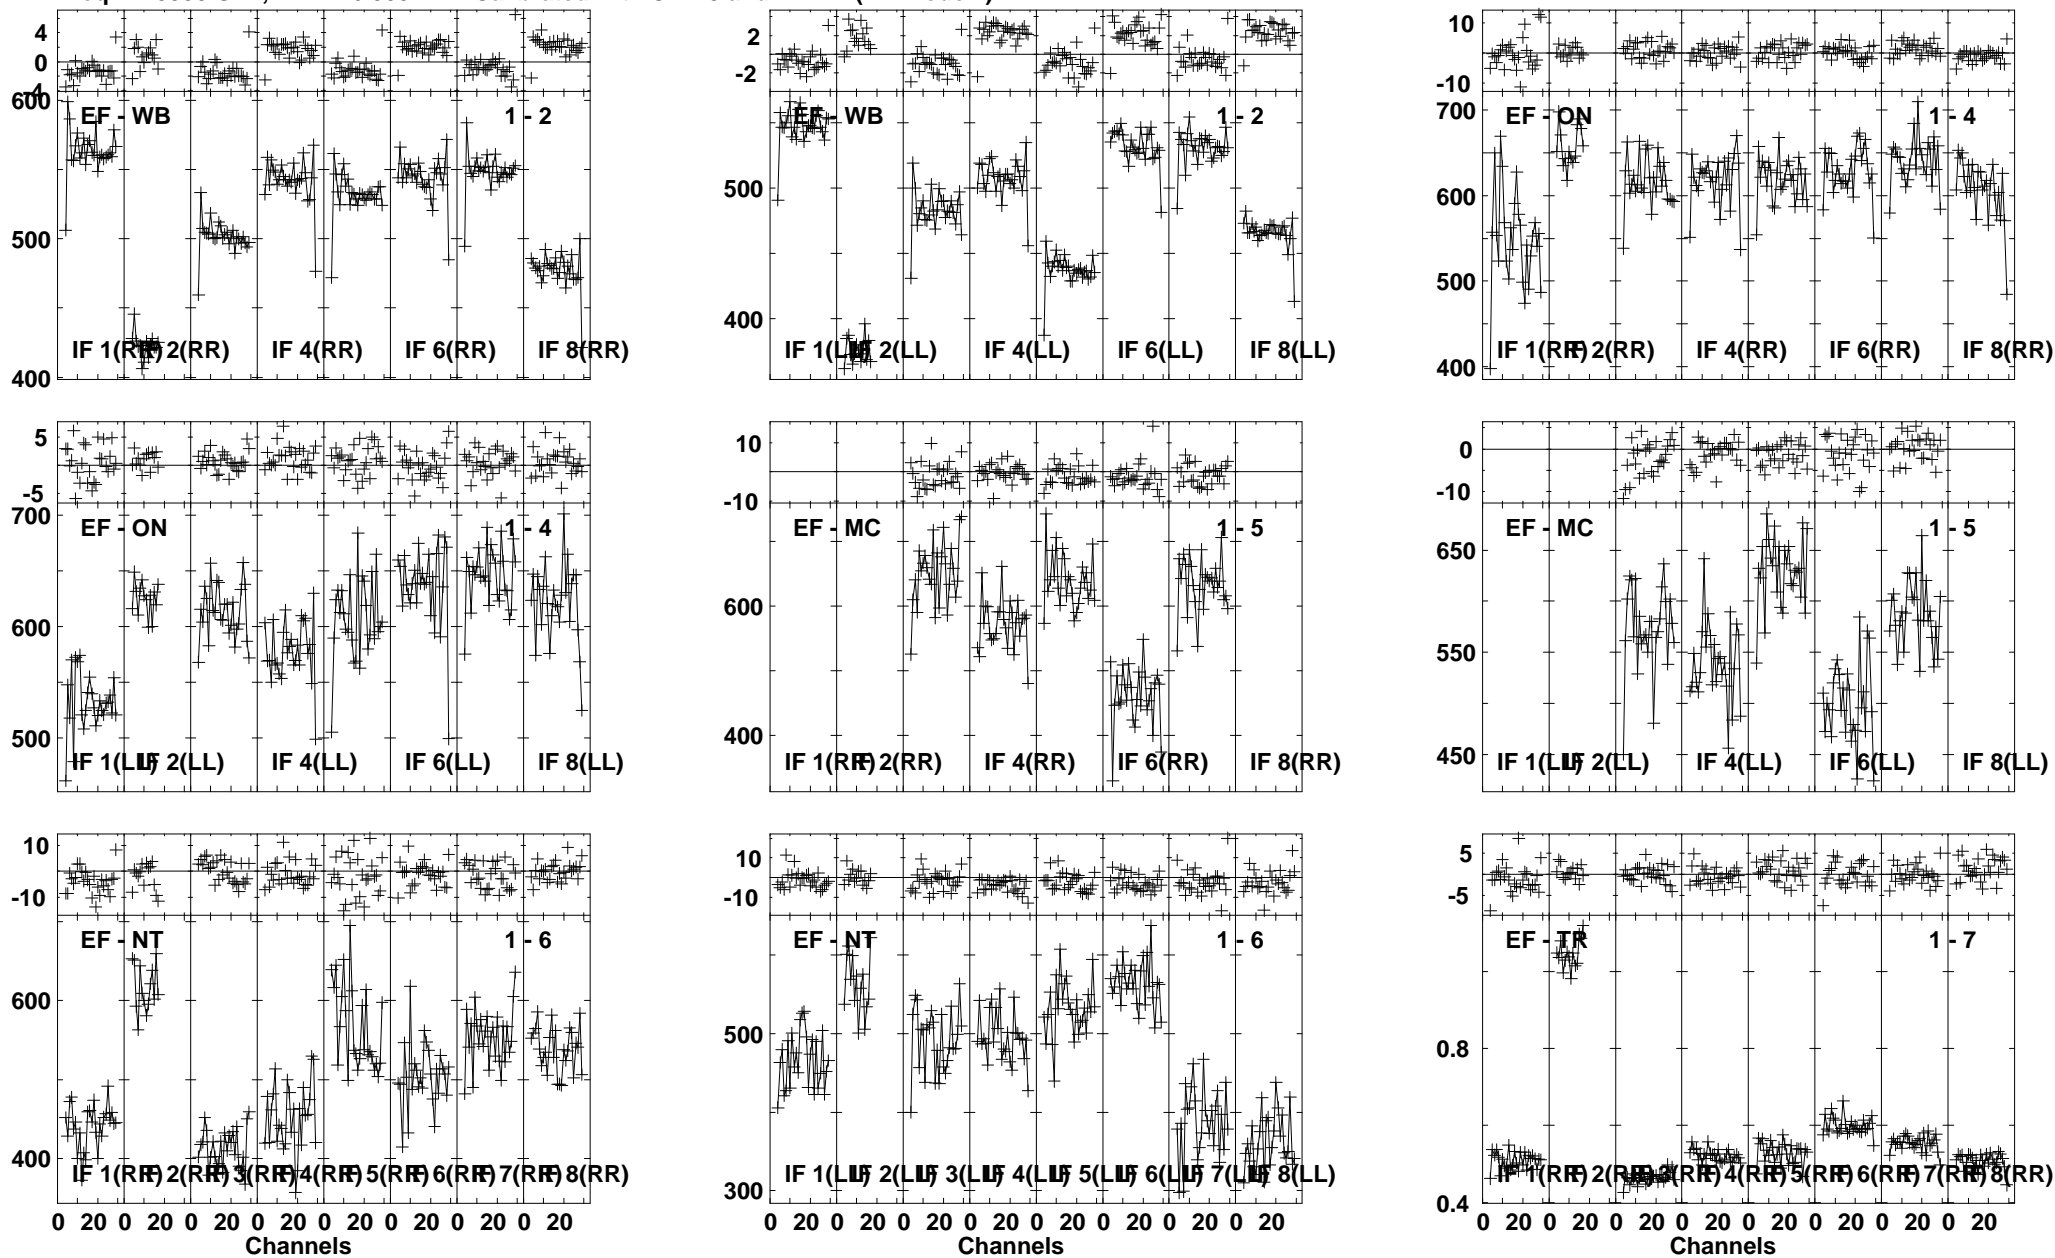 4
0
600
500
400
EF - WB
1 - 2
IF 2(RR)
IF 4(RR)
IF 6(RR)
IF 8(RR)
2
-2
500
400
EF - WB
1 - 2
IF 2(LL)
IF 4(LL)
IF 6(LL)
IF 8(LL)
10
-10
700
600
500
400
EF - ON
1 - 4
IF 1(RR)
IF 2(RR)
IF 4(RR)
IF 6(RR)
IF 8(RR)
5
-5
700
600
500
EF - ON
1 - 4
IF 1(LL)
IF 2(LL)
IF 4(LL)
IF 6(LL)
IF 8(LL)
10
-10
600
400
EF - MC
1 - 5
IF 1(RR)
IF 2(RR)
IF 4(RR)
IF 6(RR)
IF 8(RR)
0
-10
650
550
450
EF - MC
1 - 5
IF 1(LL)
IF 2(LL)
IF 4(LL)
IF 6(LL)
IF 8(LL)
10
-10
600
400
EF - NT
1 - 6
IF 1(RR)
IF 2(RR)
IF 3(RR)
IF 4(RR)
IF 5(RR)
IF 6(RR)
IF 7(RR)
IF 8(RR)
0 20 0 20 0 20 0 20 0 20 0 20 0 20 0 20
Channels
10
-10
500
300
EF - NT
1 - 6
IF 1(LL)
IF 2(LL)
IF 3(LL)
IF 4(LL)
IF 5(LL)
IF 6(LL)
IF 7(LL)
IF 8(LL)
0 20 0 20 0 20 0 20 0 20 0 20 0 20 0 20
Channels
5
-5
0.8
0.4
EF - TR
1 - 7
IF 1(RR)
IF 2(RR)
IF 3(RR)
IF 4(RR)
IF 5(RR)
IF 6(RR)
IF 7(RR)
IF 8(RR)
0 20 0 20 0 20 0 20 0 20 0 20 0 20 0 20
Channels